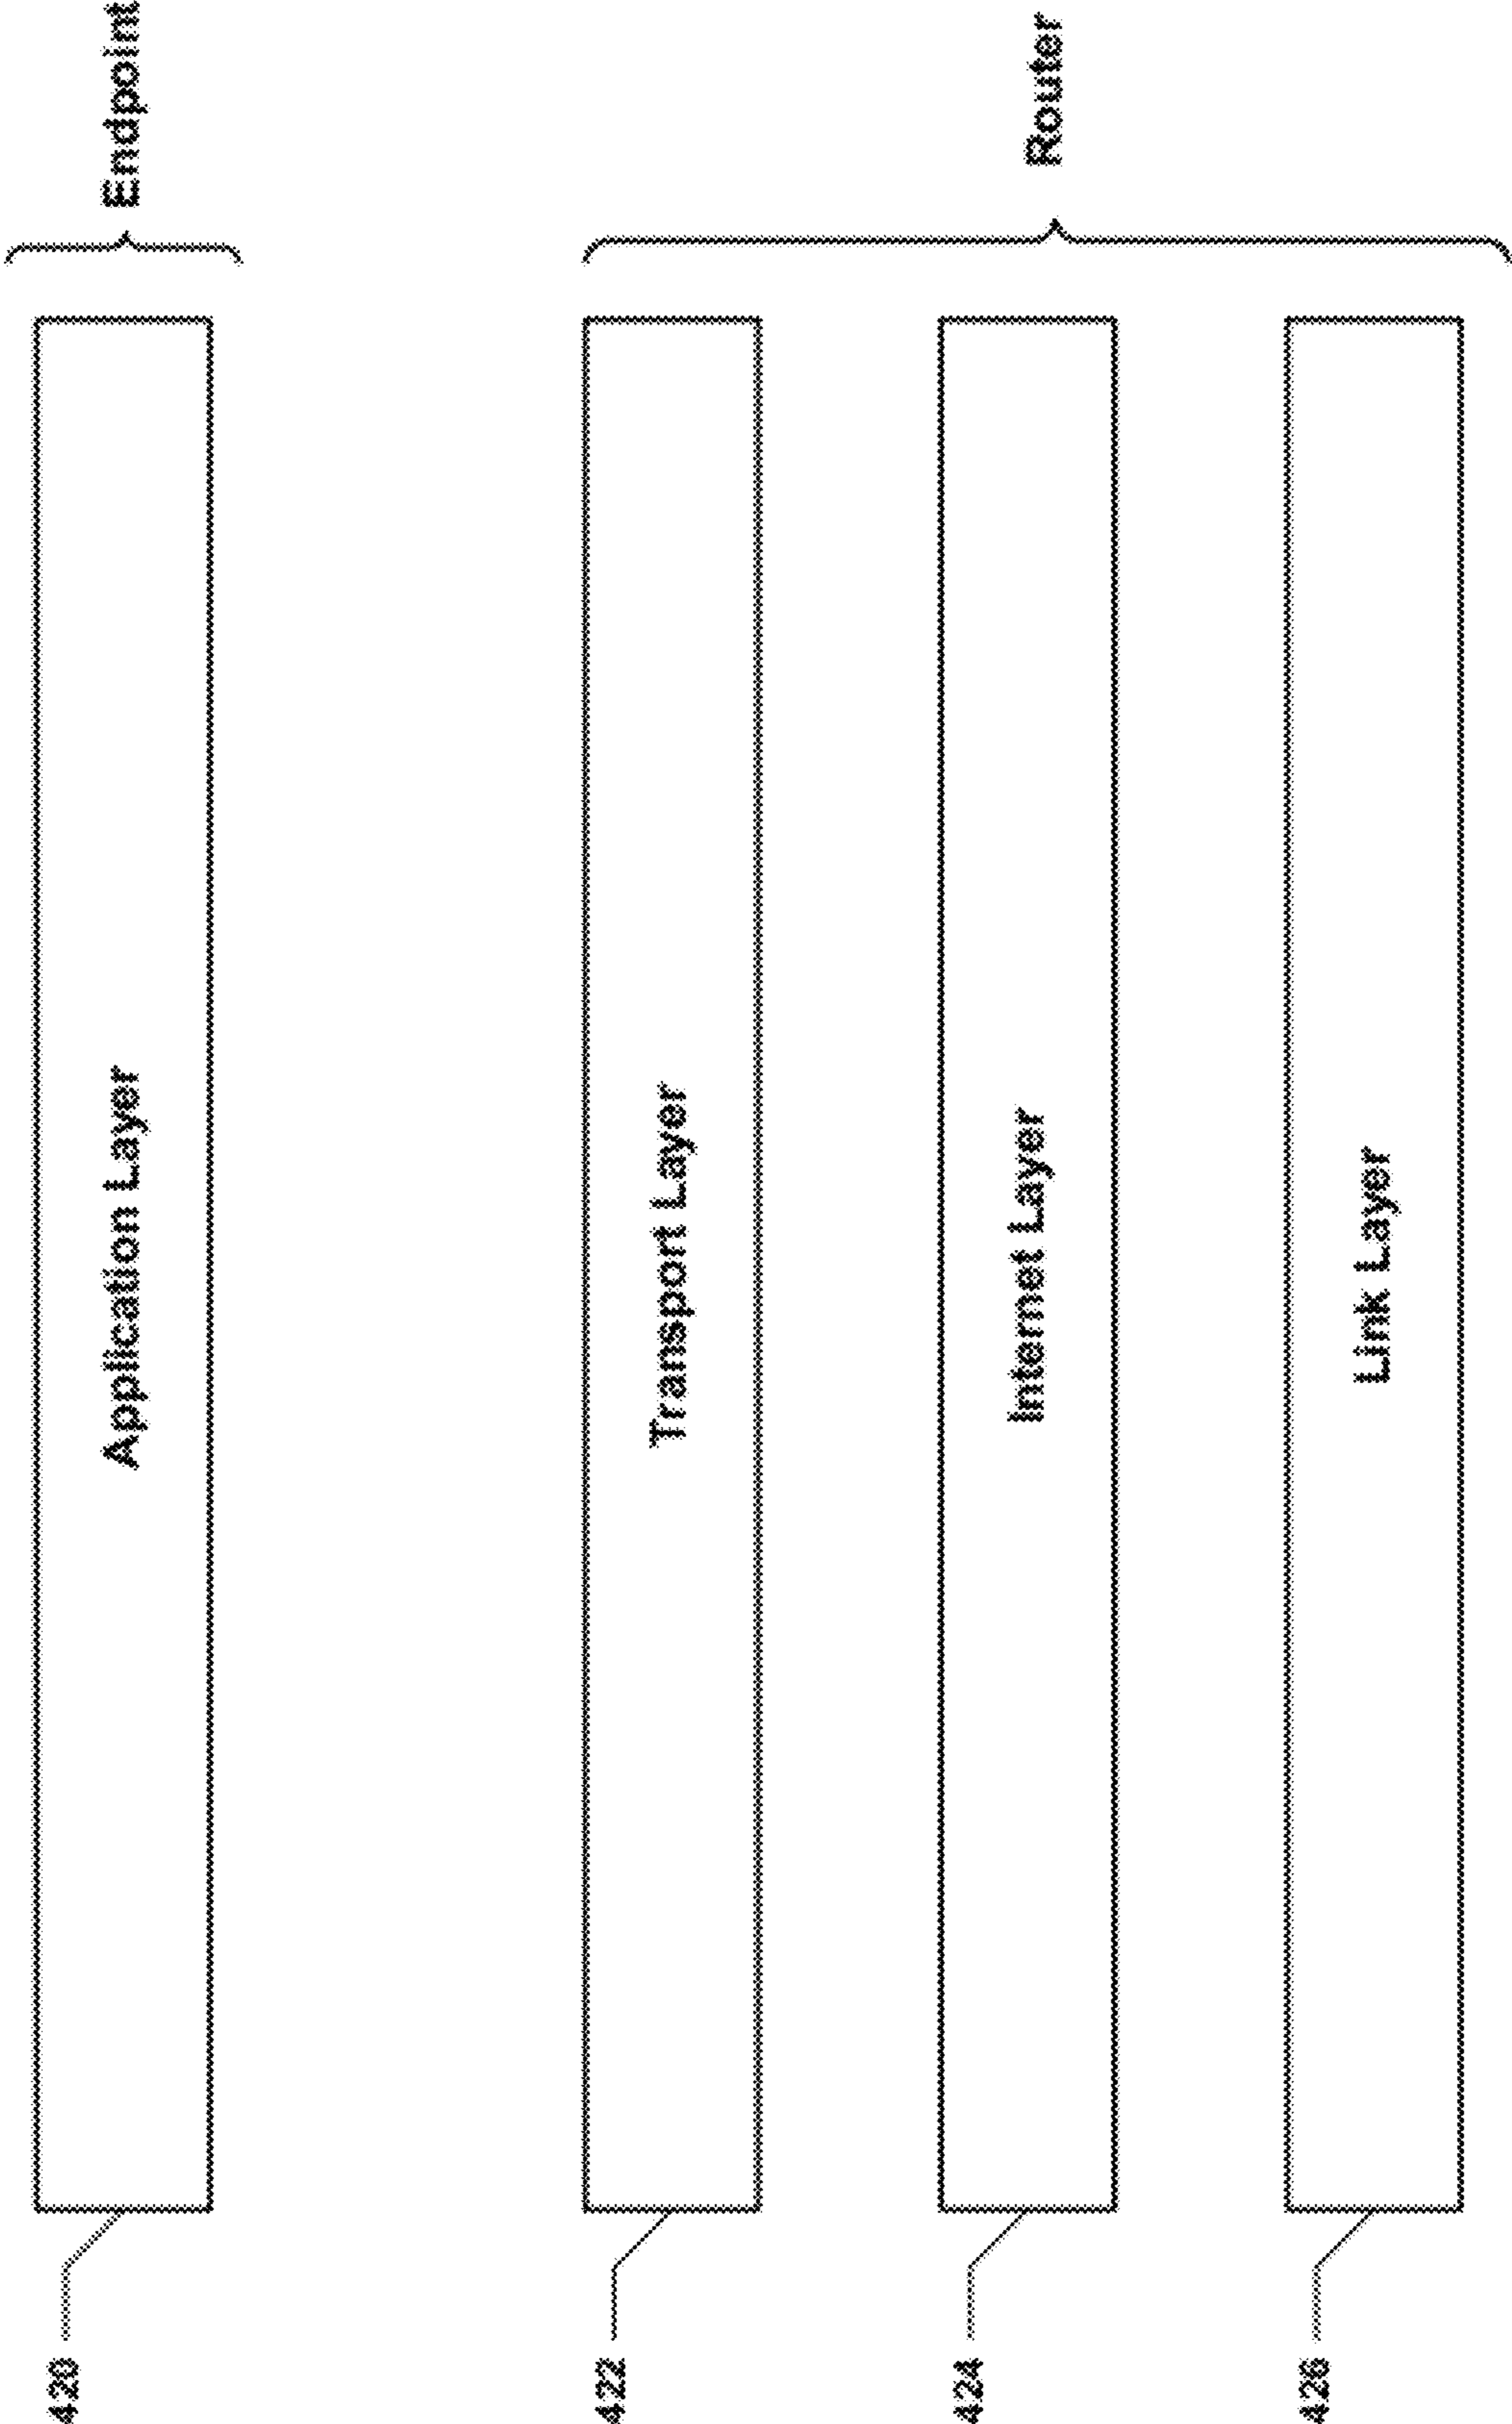 420
Application Layer
Endpoint
422
Transport Layer
424
Internet Layer
Router
426
Link Layer